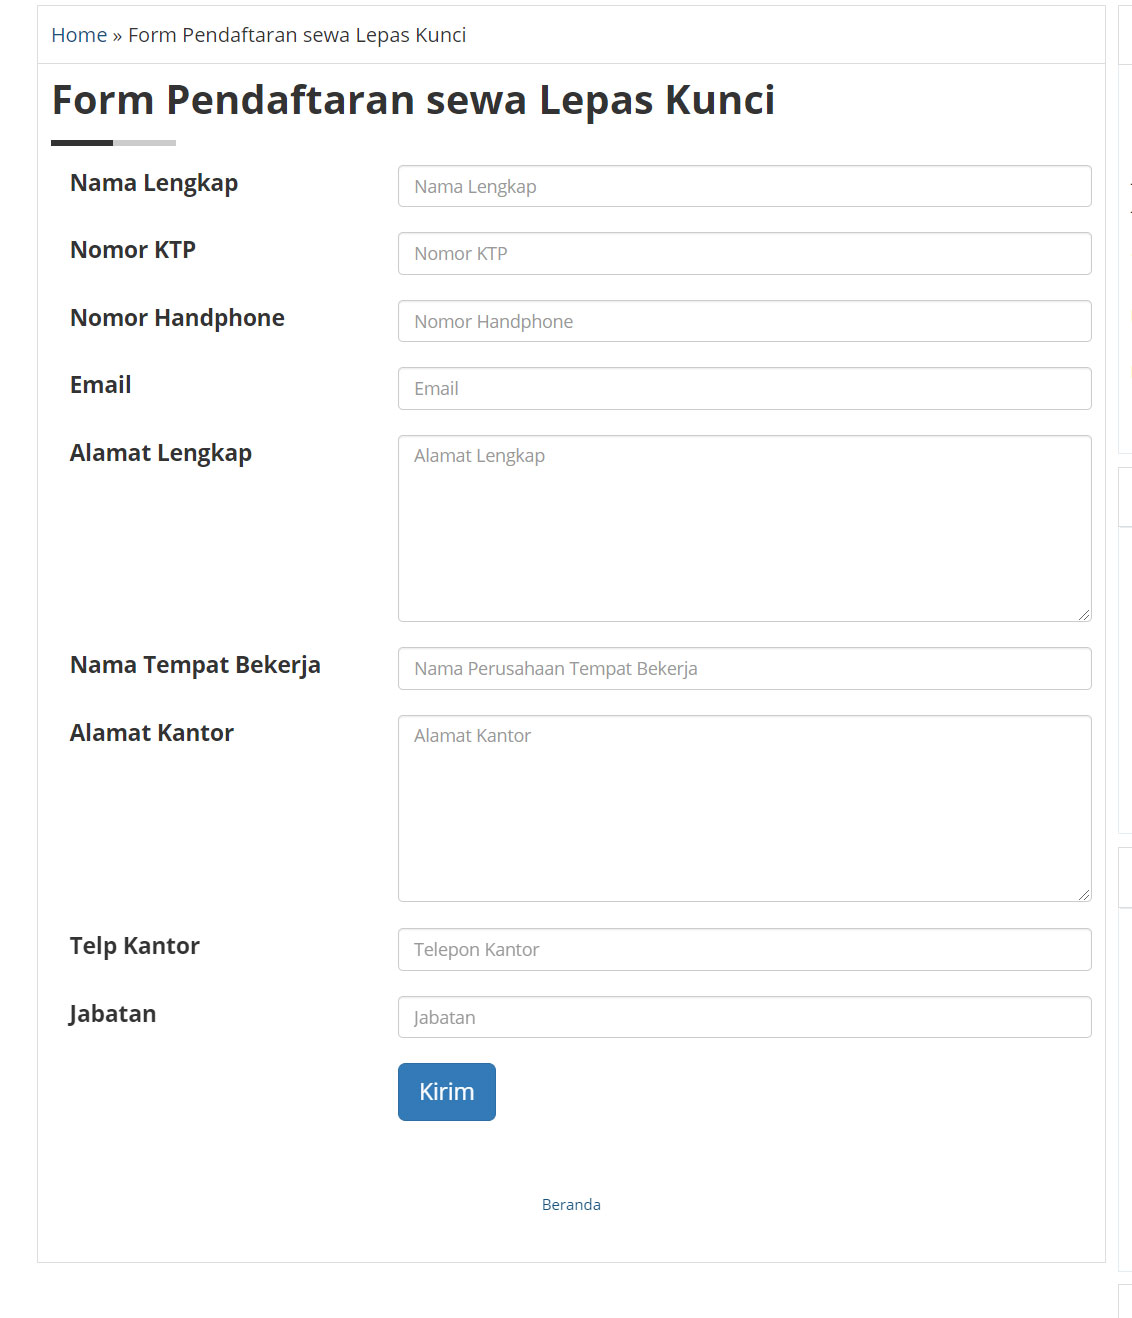 Home » Form Pendaftaran sewa Lepas Kunci
Form Pendaftaran sewa Lepas Kunci
Nama Lengkap
Nama Lengkap
Nomor KTP
Nomor KTP
Nomor Handphone
Nomor Handphone
Email
Email
Alamat Lengkap
Alamat Lengkap
Nama Tempat Bekerja
Nama Perusahaan Tempat Bekerja
Alamat Kantor
Alamat Kantor
Telp Kantor
Telepon Kantor
Jabatan
Jabatan
Kirim
Beranda